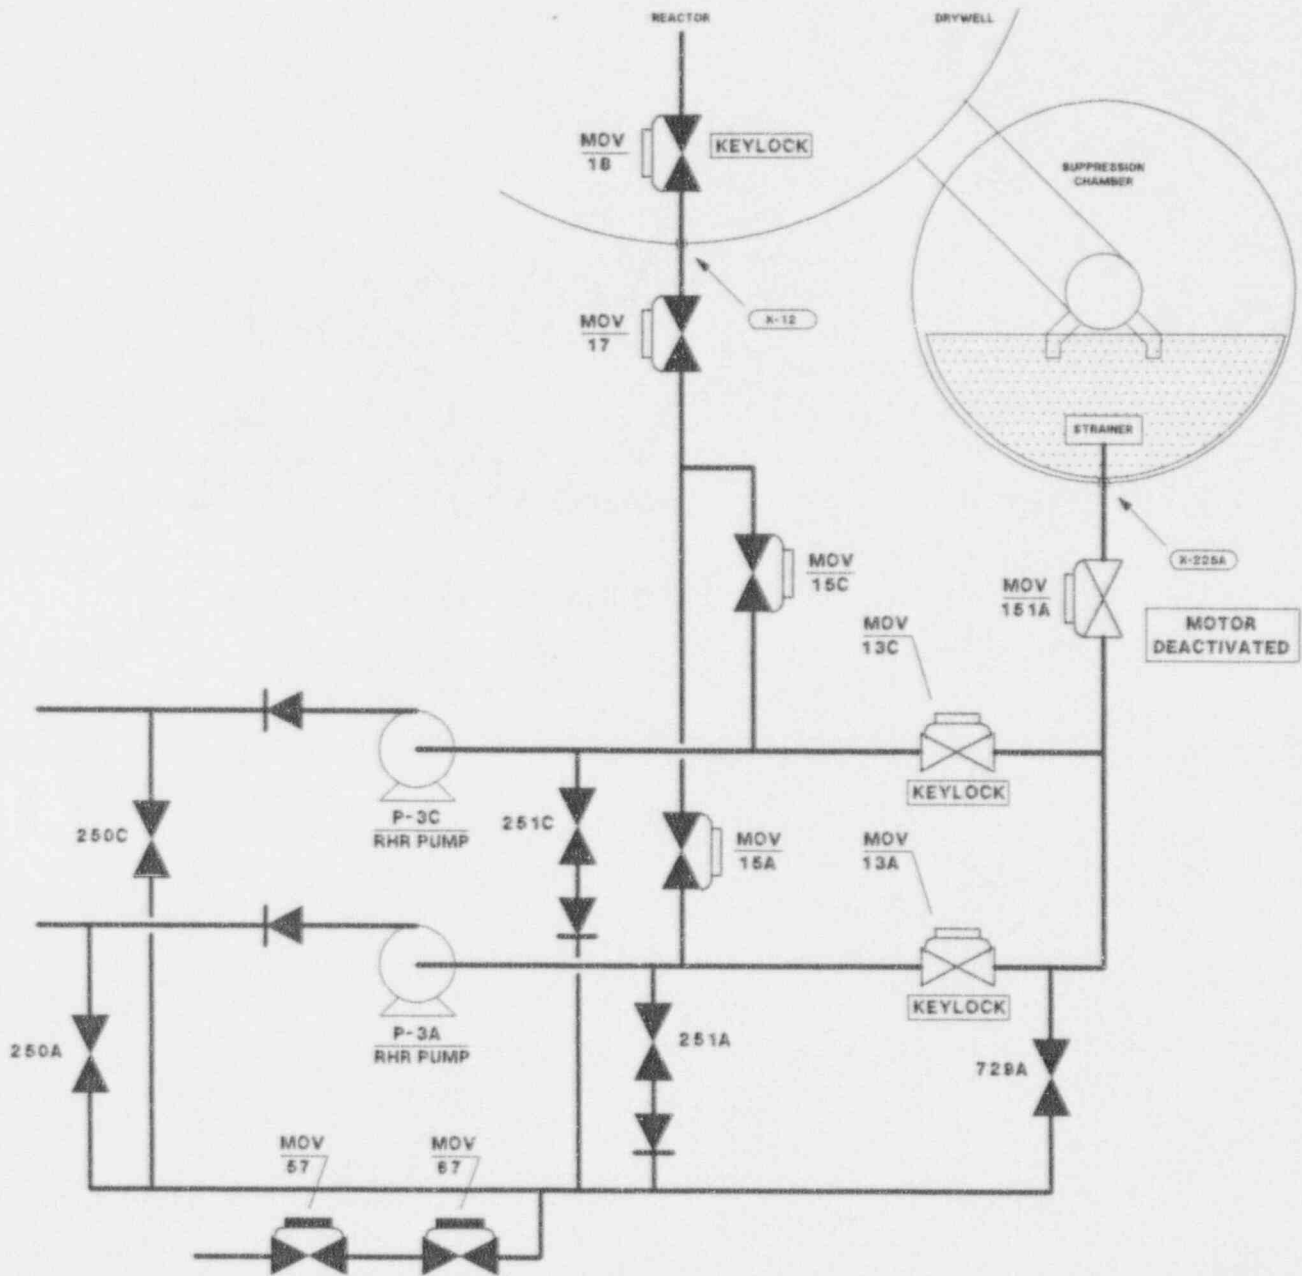 REACTOR
DRYWELL
MOV
18
KEYLOCK
SUPPRESSION
CHAMBER
X-12
MOV
17
STRAINER
X-225A
MOV
15C
MOV
151A
MOTOR
DEACTIVATED
MOV
13C
KEYLOCK
250C
P-3C
RHR PUMP
251C
MOV
15A
MOV
13A
KEYLOCK
250A
P-3A
RHR PUMP
251A
729A
MOV
57
MOV
67